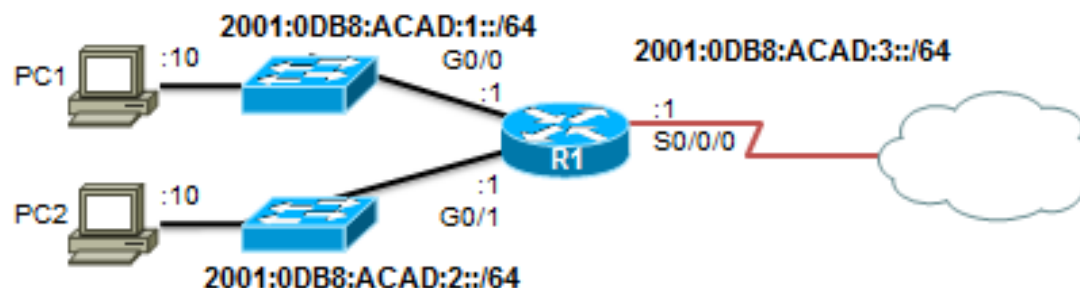 2001:0DB8:ACAD:1::/64
2001:0DB8:ACAD:3::/64
PC1
:10
G0/0
:1
:1
S0/0/0
R1
PC2
:10
:1
G0/1
2001:0DB8:ACAD:2::/64